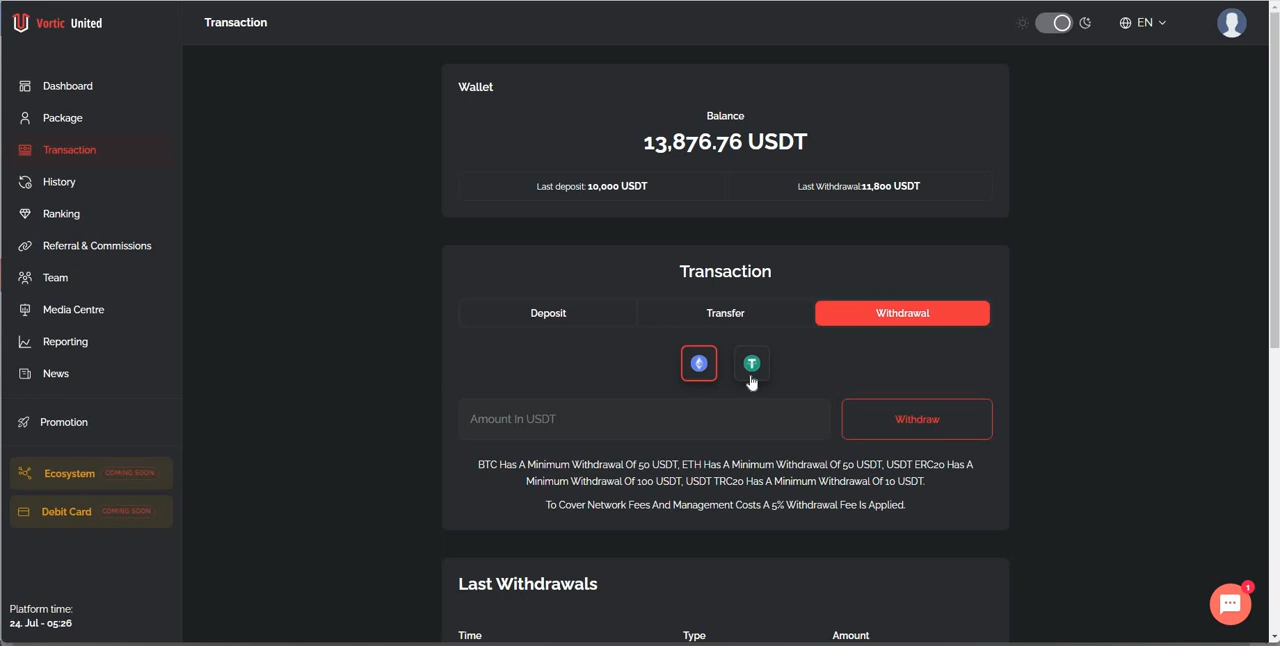 Vortic United
Transaction
EN
Dashboard
Package
Transaction
History
Ranking
Referral & Commissions
Team
Media Centre
Reporting
News
Promotion
Ecosystem COMING SOON
Debit Card COMING SOON
Platform time:
24. Jul - 05:26
Wallet
Balance
13,876.76 USDT
Last deposit: 10,000 USDT
Last Withdrawal:11,800 USDT
Transaction
Deposit
Transfer
Withdrawal
Amount In USDT
Withdraw
BTC Has A Minimum Withdrawal Of 50 USDT, ETH Has A Minimum Withdrawal Of 50 USDT, USDT ERC20 Has A
Minimum Withdrawal Of 100 USDT, USDT TRC20 Has A Minimum Withdrawal Of 10 USDT.
To Cover Network Fees And Management Costs A 5% Withdrawal Fee Is Applied.
Last Withdrawals
Time Type Amount
1